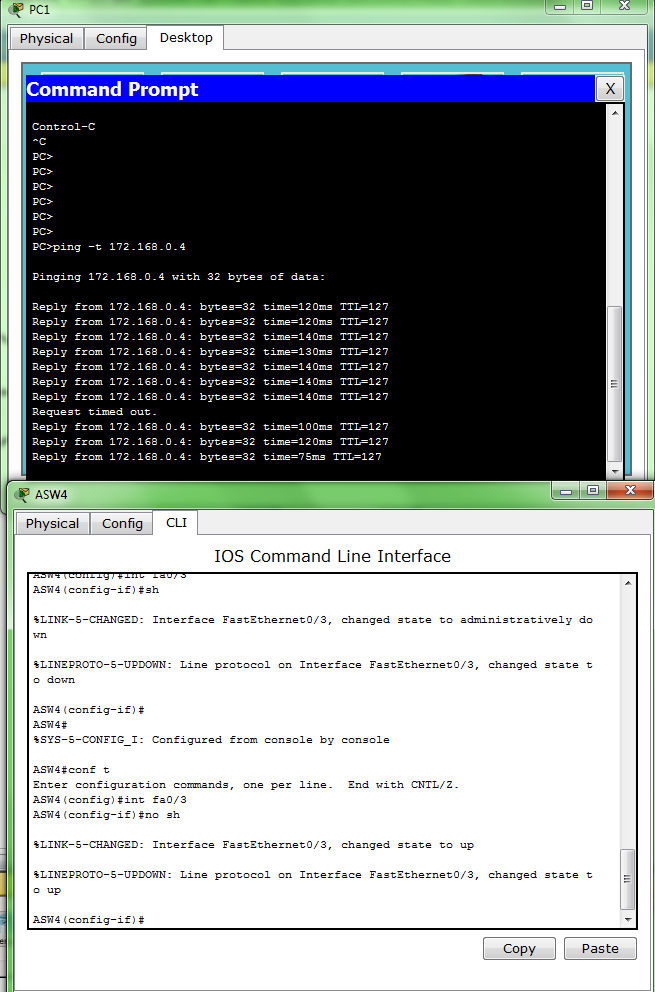 PC1
Physical Config Desktop
Command Prompt X
Control-C
^C
PC>
PC>
PC>
PC>
PC>
PC>
PC>ping -t 172.168.0.4
Pinging 172.168.0.4 with 32 bytes of data:
Reply from 172.168.0.4: bytes=32 time=120ms TTL=127
Reply from 172.168.0.4: bytes=32 time=120ms TTL=127
Reply from 172.168.0.4: bytes=32 time=140ms TTL=127
Reply from 172.168.0.4: bytes=32 time=130ms TTL=127
Reply from 172.168.0.4: bytes=32 time=140ms TTL=127
Reply from 172.168.0.4: bytes=32 time=140ms TTL=127
Reply from 172.168.0.4: bytes=32 time=140ms TTL=127
Request timed out.
Reply from 172.168.0.4: bytes=32 time=100ms TTL=127
Reply from 172.168.0.4: bytes=32 time=120ms TTL=127
Reply from 172.168.0.4: bytes=32 time=75ms TTL=127
ASW4
Physical Config CLI
IOS Command Line Interface
ASW4(config)#int fa0/3
ASW4(config-if)#sh
%LINK-5-CHANGED: Interface FastEthernet0/3, changed state to administratively do
wn
%LINEPROTO-5-UPDOWN: Line protocol on Interface FastEthernet0/3, changed state t
o down
ASW4(config-if)#
ASW4#
%SYS-5-CONFIG_I: Configured from console by console
ASW4#conf t
Enter configuration commands, one per line.  End with CNTL/Z.
ASW4(config)#int fa0/3
ASW4(config-if)#no sh
%LINK-5-CHANGED: Interface FastEthernet0/3, changed state to up
%LINEPROTO-5-UPDOWN: Line protocol on Interface FastEthernet0/3, changed state t
o up
ASW4(config-if)#
Copy Paste